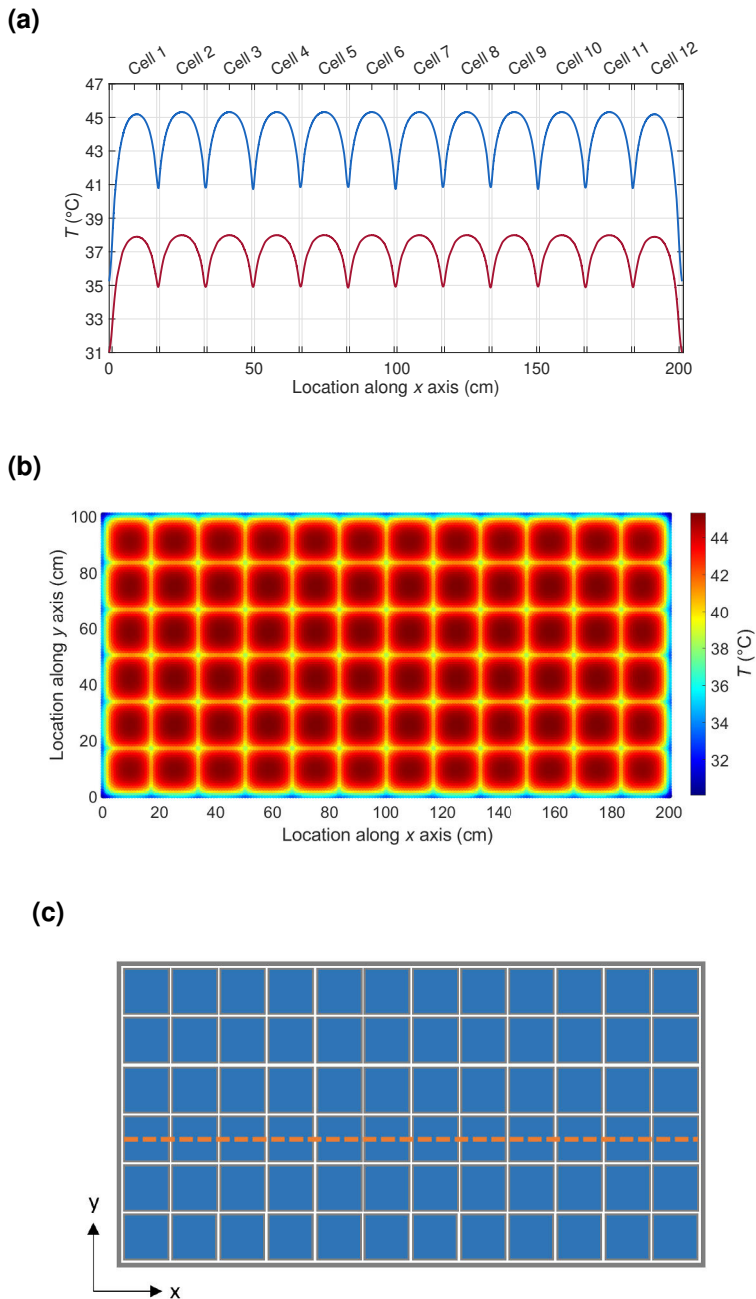 (a)
Cell 1 Cell 2 Cell 3 Cell 4 Cell 5 Cell 6 Cell 7 Cell 8 Cell 9 Cell 10 Cell 11 Cell 12
47
45
43
41
39
37
35
33
31
T (°C)
0 50 100 150 200
Location along x axis (cm)
(b)
100
80
60
40
20
0
Location along y axis (cm)
0 20 40 60 80 100 120 140 160 180 200
Location along x axis (cm)
44
42
40
38
36
34
32
T (°C)
(c)
y
x